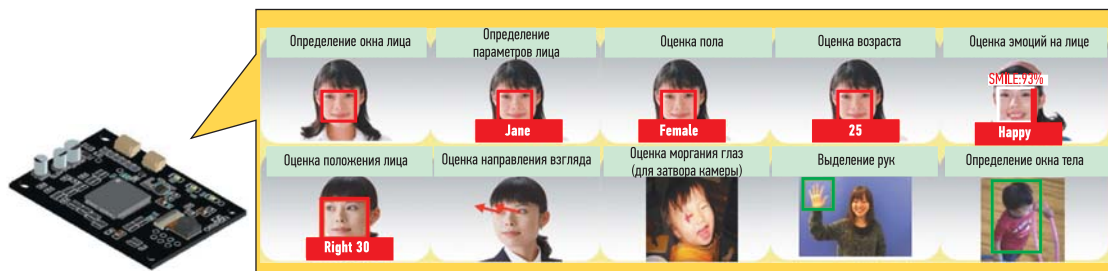 Определение окна лица
Определение
параметров лица
Оценка пола
Оценка возраста
Оценка эмоций на лице
SMILE:93%
Jane
Female
25
Happy
Оценка положения лица
Оценка направления взгляда
Оценка моргания глаз
(для затвора камеры)
Выделение рук
Определение окна тела
Right 30